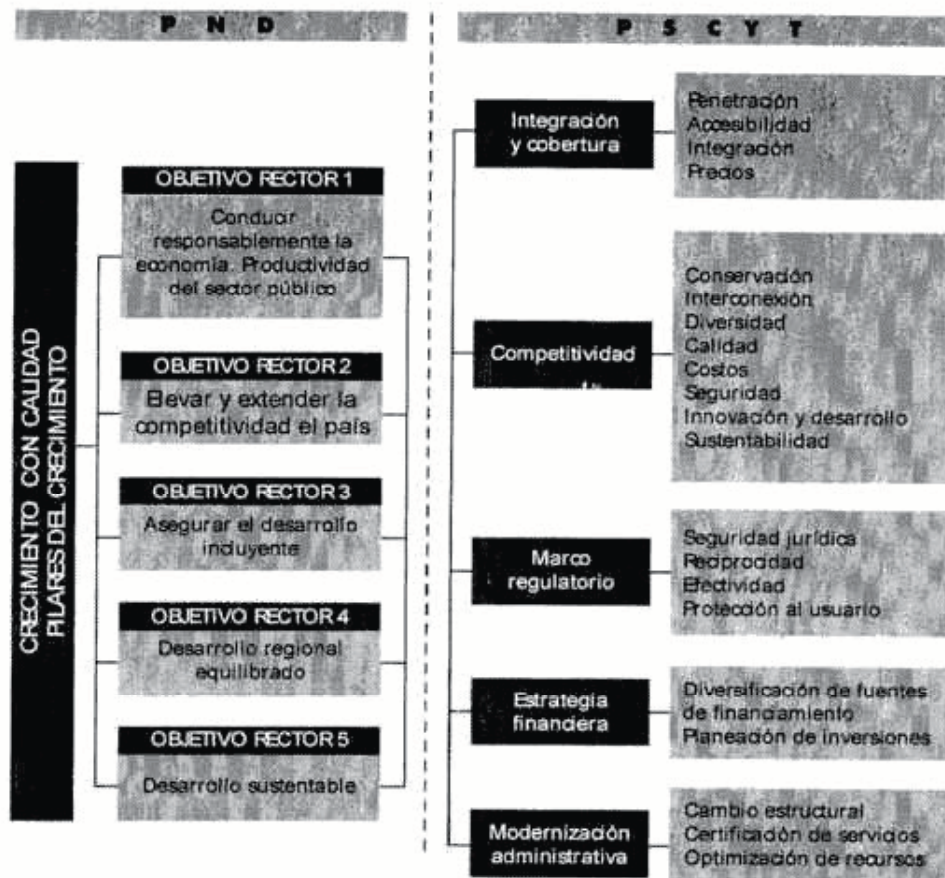 P N D
CRECIMIENTO CON CALIDAD
PILARES DEL CRECIMIENTO
OBJETIVO RECTOR 1
Conducir
responsablemente la
economía. Productividad
del sector público
OBJETIVO RECTOR 2
Elevar y extender la
competitividad el país
OBJETIVO RECTOR 3
Asegurar el desarrollo
incluyente
OBJETIVO RECTOR 4
Desarrollo regional
equilibrado
OBJETIVO RECTOR 5
Desarrollo sustentable
P S C Y T
Integración
y cobertura
Penetración
Accesibilidad
Integración
Precios
Competitividad
Conservación
Interconexión
Diversidad
Calidad
Costos
Seguridad
Innovación y desarrollo
Sustentabilidad
Marco
regulatorio
Seguridad jurídica
Reciprocidad
Efectividad
Protección al usuario
Estrategia
financiera
Diversificación de fuentes
de financiamiento
Planeación de inversiones
Modernización
administrativa
Cambio estructural
Certificación de servicios
Optimización de recursos